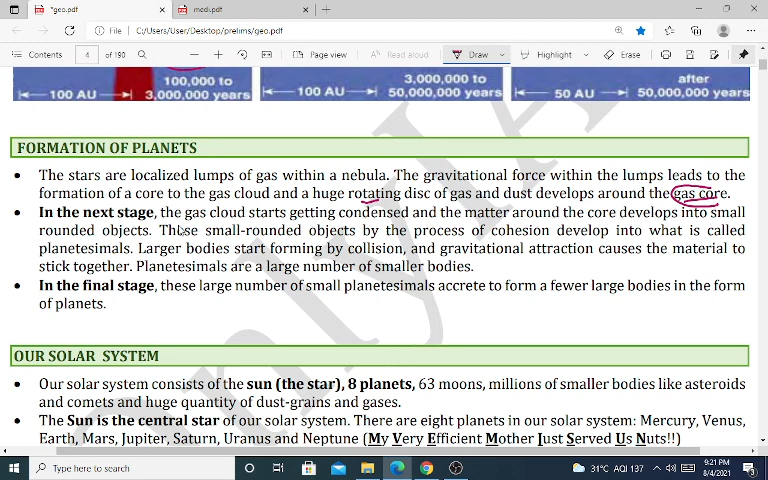 *geo.pdf
medi.pdf
File C:/Users/User/Desktop/prelims/geo.pdf
Contents 4 of 190 Page view Read aloud Draw Highlight Erase
100,000 to
3,000,000 years
100 AU
3,000,000 to
50,000,000 years
100 AU
after
50,000,000 years
50 AU
FORMATION OF PLANETS
• The stars are localized lumps of gas within a nebula. The gravitational force within the lumps leads to the
formation of a core to the gas cloud and a huge rotating disc of gas and dust develops around the gas core.
• In the next stage, the gas cloud starts getting condensed and the matter around the core develops into small
rounded objects. These small-rounded objects by the process of cohesion develop into what is called
planetesimals. Larger bodies start forming by collision, and gravitational attraction causes the material to
stick together. Planetesimals are a large number of smaller bodies.
• In the final stage, these large number of small planetesimals accrete to form a fewer large bodies in the form
of planets.
OUR SOLAR SYSTEM
• Our solar system consists of the sun (the star), 8 planets, 63 moons, millions of smaller bodies like asteroids
and comets and huge quantity of dust-grains and gases.
• The Sun is the central star of our solar system. There are eight planets in our solar system: Mercury, Venus,
Earth, Mars, Jupiter, Saturn, Uranus and Neptune (My Very Efficient Mother Just Served Us Nuts!!)
Type here to search
31°C AQI 137
9:21 PM
8/4/2021